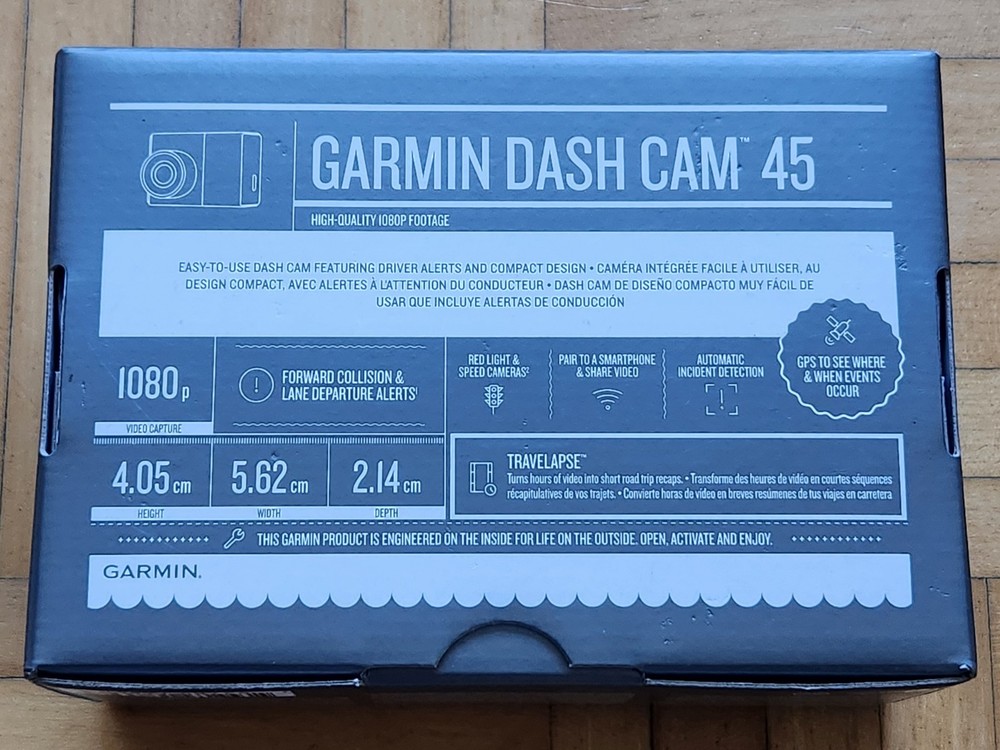 GARMIN DASH CAM™ 45
HIGH-QUALITY 1080P FOOTAGE
EASY-TO-USE DASH CAM FEATURING DRIVER ALERTS AND COMPACT DESIGN • CAMÉRA INTÉGRÉE FACILE À UTILISER, AU
DESIGN COMPACT, AVEC ALERTES À L'ATTENTION DU CONDUCTEUR • DASH CAM DE DISEÑO COMPACTO MUY FÁCIL DE
USAR QUE INCLUYE ALERTAS DE CONDUCCIÓN
GPS TO SEE WHERE
& WHEN EVENTS
OCCUR
1080p
VIDEO CAPTURE
FORWARD COLLISION &
LANE DEPARTURE ALERTS¹
RED LIGHT &
SPEED CAMERAS²
PAIR TO A SMARTPHONE
& SHARE VIDEO
AUTOMATIC
INCIDENT DETECTION
4.05 cm
HEIGHT
5.62 cm
WIDTH
2.14 cm
DEPTH
TRAVELAPSE™
Turns hours of video into short road trip recaps. • Transforme des heures de vidéo en courtes séquences
récapitulatives de vos trajets. • Convierte horas de vídeo en breves resúmenes de tus viajes en carretera
THIS GARMIN PRODUCT IS ENGINEERED ON THE INSIDE FOR LIFE ON THE OUTSIDE. OPEN, ACTIVATE AND ENJOY.
GARMIN.